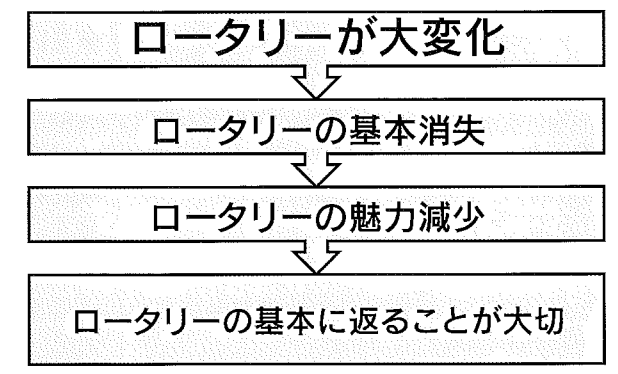 ロータリーが大変化
ロータリーの基本消失
ロータリーの魅力減少
ロータリーの基本に返ることが大切